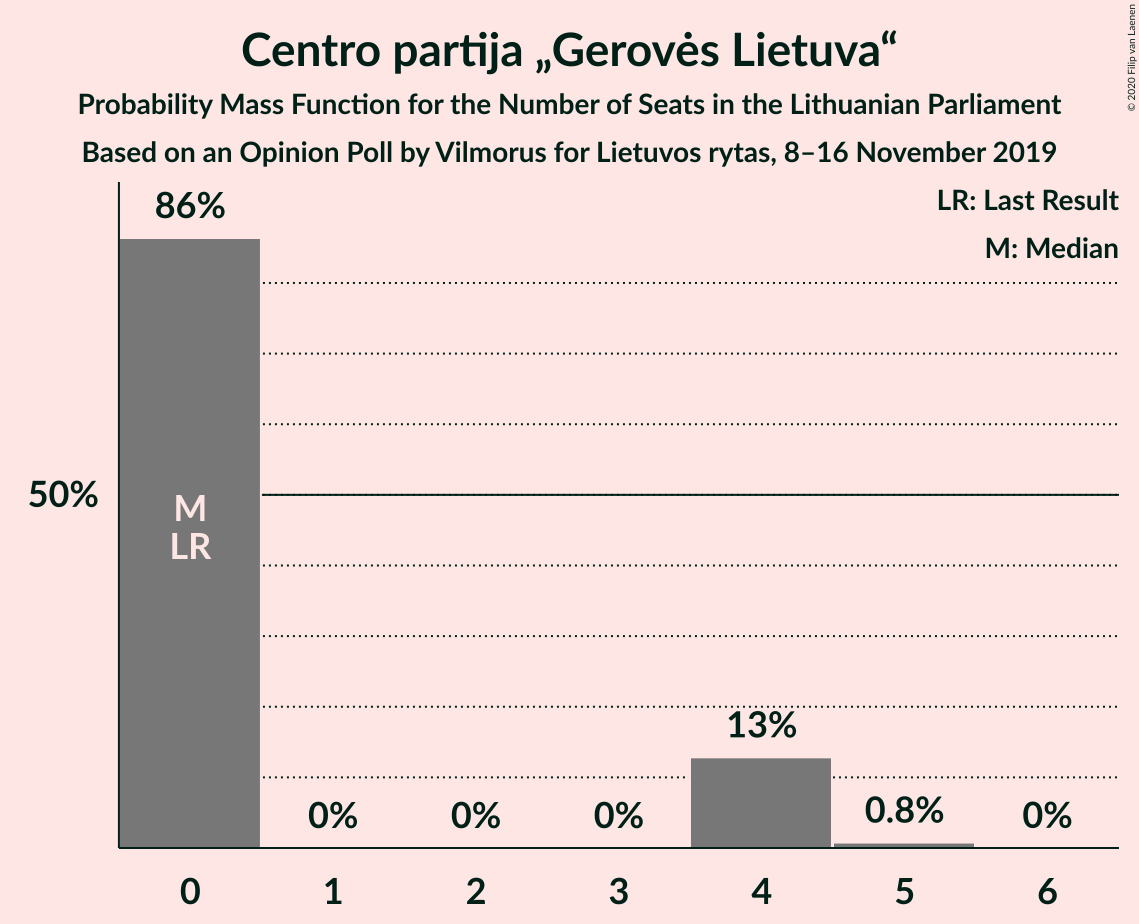 Centro partija „Gerovės Lietuva“
Probability Mass Function for the Number of Seats in the Lithuanian Parliament
Based on an Opinion Poll by Vilmorus for Lietuvos rytas, 8–16 November 2019
© 2020 Filip van Laenen
LR: Last Result
M: Median
86%
50%
M
LR
0%
0%
0%
13%
0.8%
0%
0
1
2
3
4
5
6